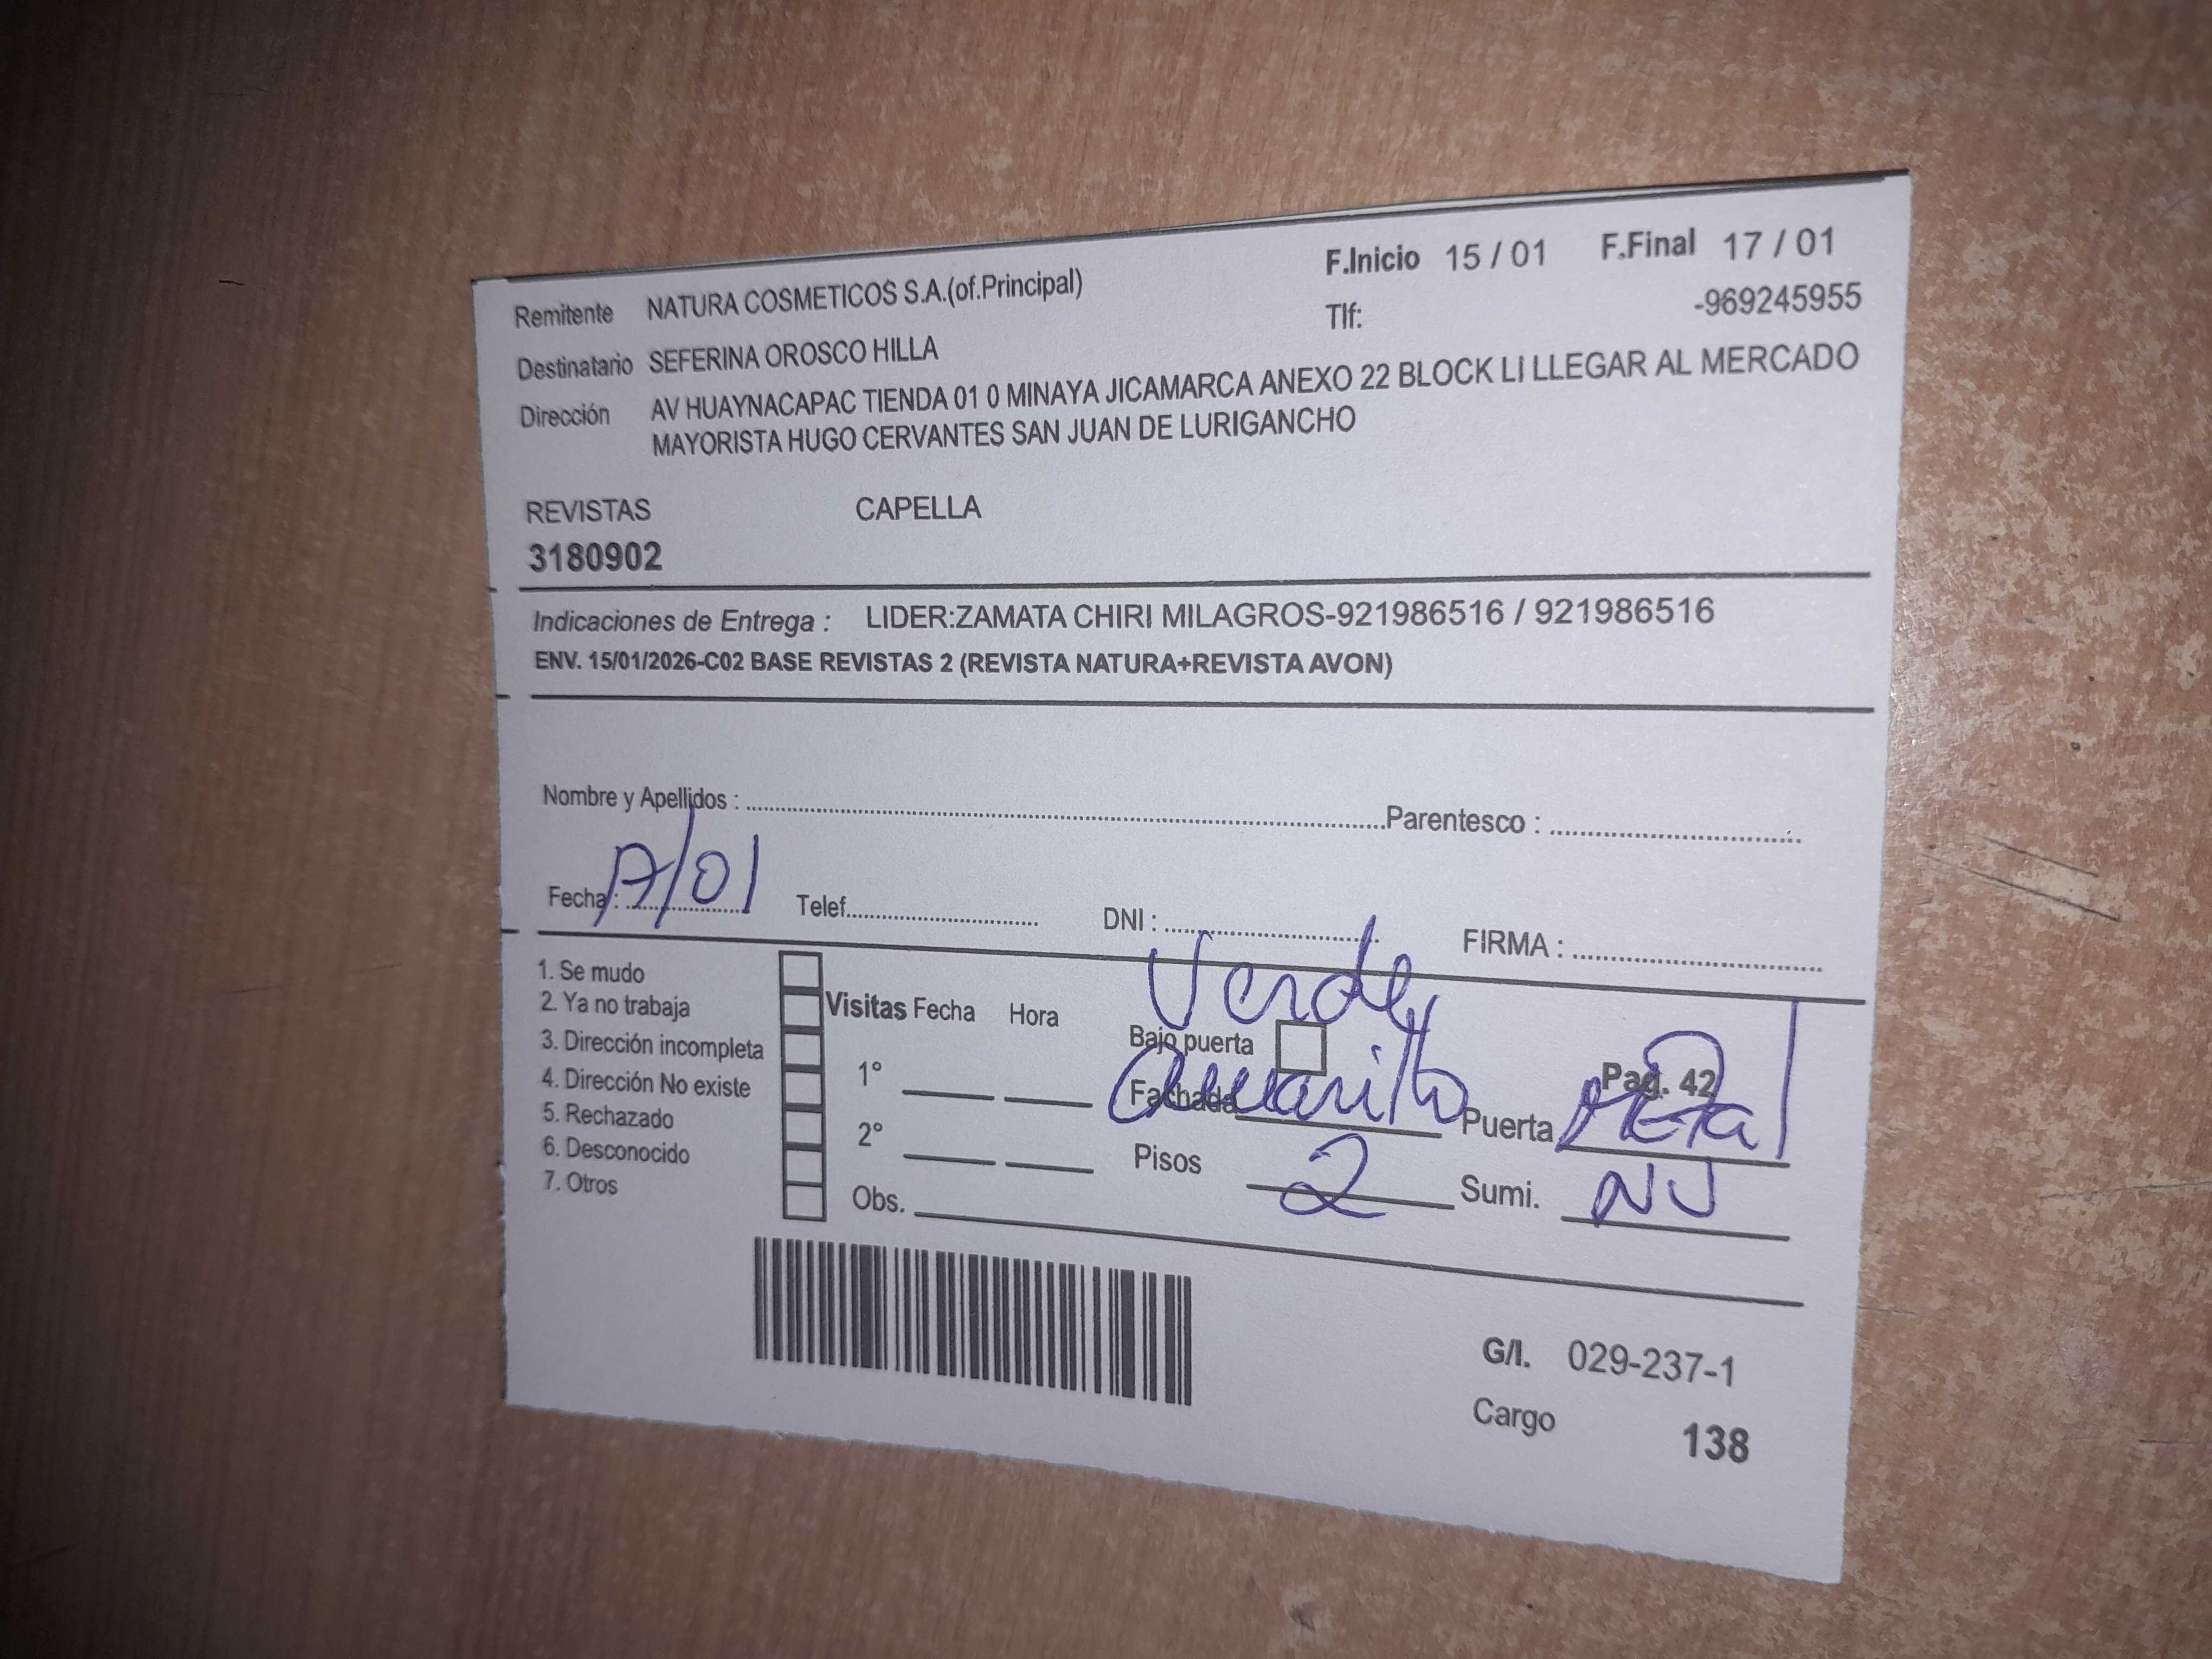 F.Inicio 15 / 01 F.Final 17 / 01
Remitente NATURA COSMETICOS S.A.(of.Principal)
Tlf: -969245955
Destinatario SEFERINA OROSCO HILLA
Dirección AV HUAYNACAPAC TIENDA 01 0 MINAYA JICAMARCA ANEXO 22 BLOCK LI LLEGAR AL MERCADO
MAYORISTA HUGO CERVANTES SAN JUAN DE LURIGANCHO
REVISTAS CAPELLA
3180902
Indicaciones de Entrega : LIDER:ZAMATA CHIRI MILAGROS-921986516 / 921986516
ENV. 15/01/2026-C02 BASE REVISTAS 2 (REVISTA NATURA+REVISTA AVON)
Nombre y Apellidos : Parentesco :
Fecha : /01 Telef. DNI : FIRMA :
1. Se mudo
2. Ya no trabaja
3. Dirección incompleta
4. Dirección No existe
5. Rechazado
6. Desconocido
7. Otros
Visitas Fecha Hora
1°
2°
Obs.
Verde
Bajo puerta
Pag. 42
Fachada Amarillo Puerta Metal
Pisos 2 Sumi.
G/I. 029-237-1
Cargo 138